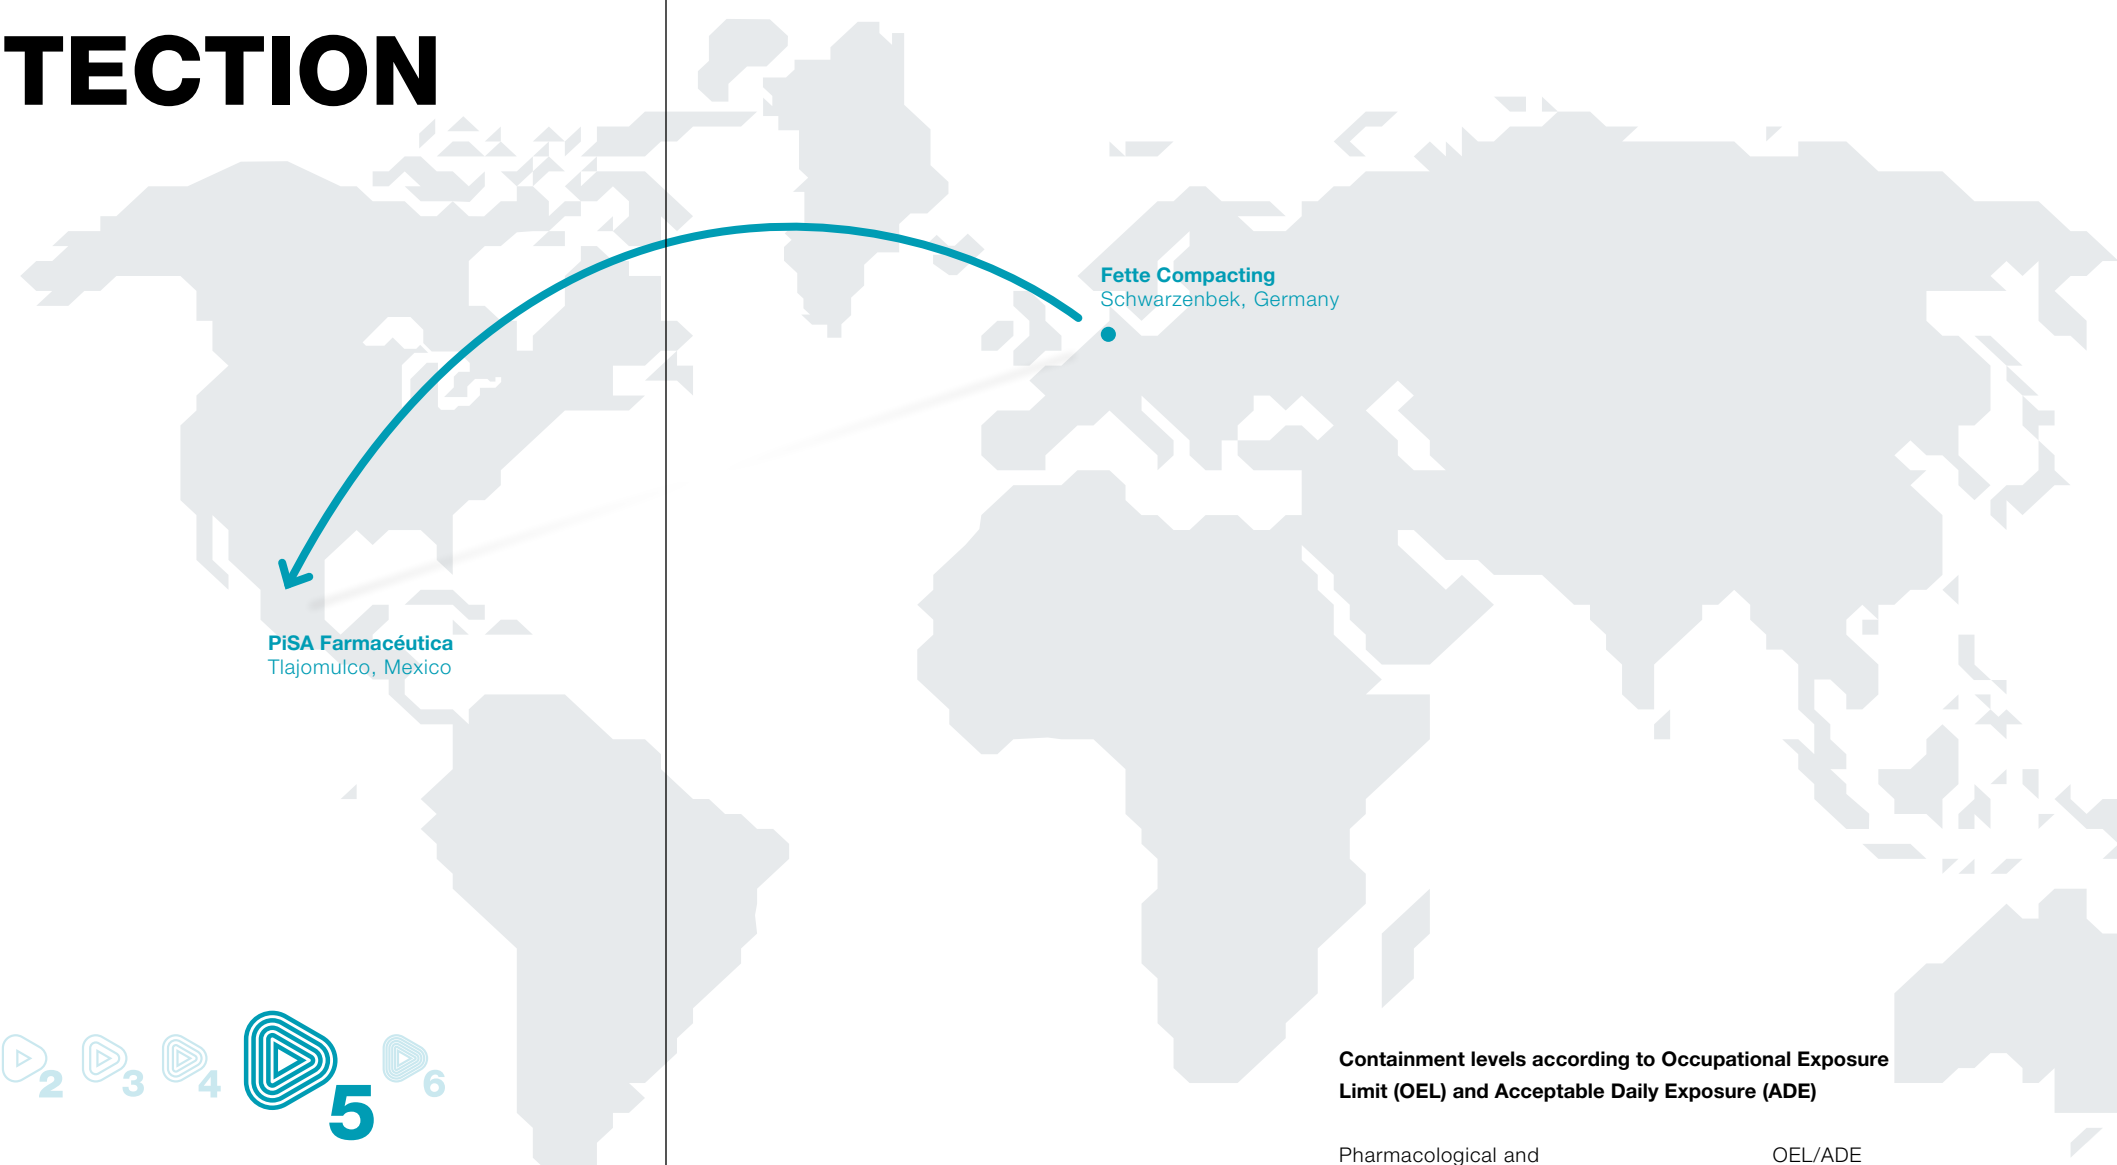 TECTION
Fette Compacting
Schwarzenbek, Germany
PiSA Farmacéutica
Tlajomulco, Mexico
2 3 4 5 6
Containment levels according to Occupational Exposure
Limit (OEL) and Acceptable Daily Exposure (ADE)
Pharmacological and OEL/ADE